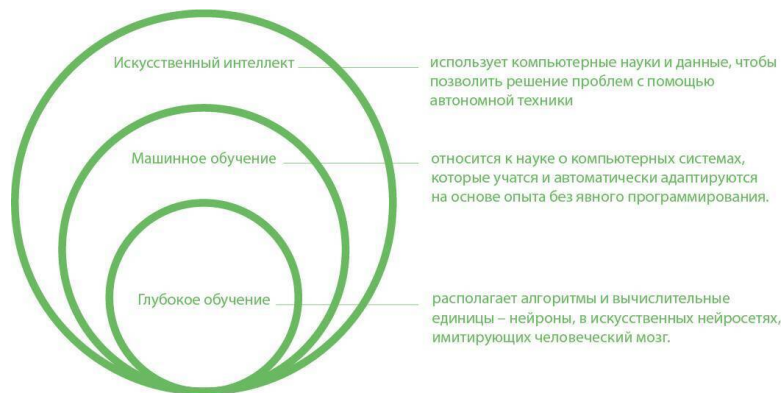 Искусственный интеллект
использует компьютерные науки и данные, чтобы
позволить решение проблем с помощью
автономной техники
Машинное обучение
относится к науке о компьютерных системах,
которые учатся и автоматически адаптируются
на основе опыта без явного программирования.
Глубокое обучение
располагает алгоритмы и вычислительные
единицы – нейроны, в искусственных нейросетях,
имитирующих человеческий мозг.